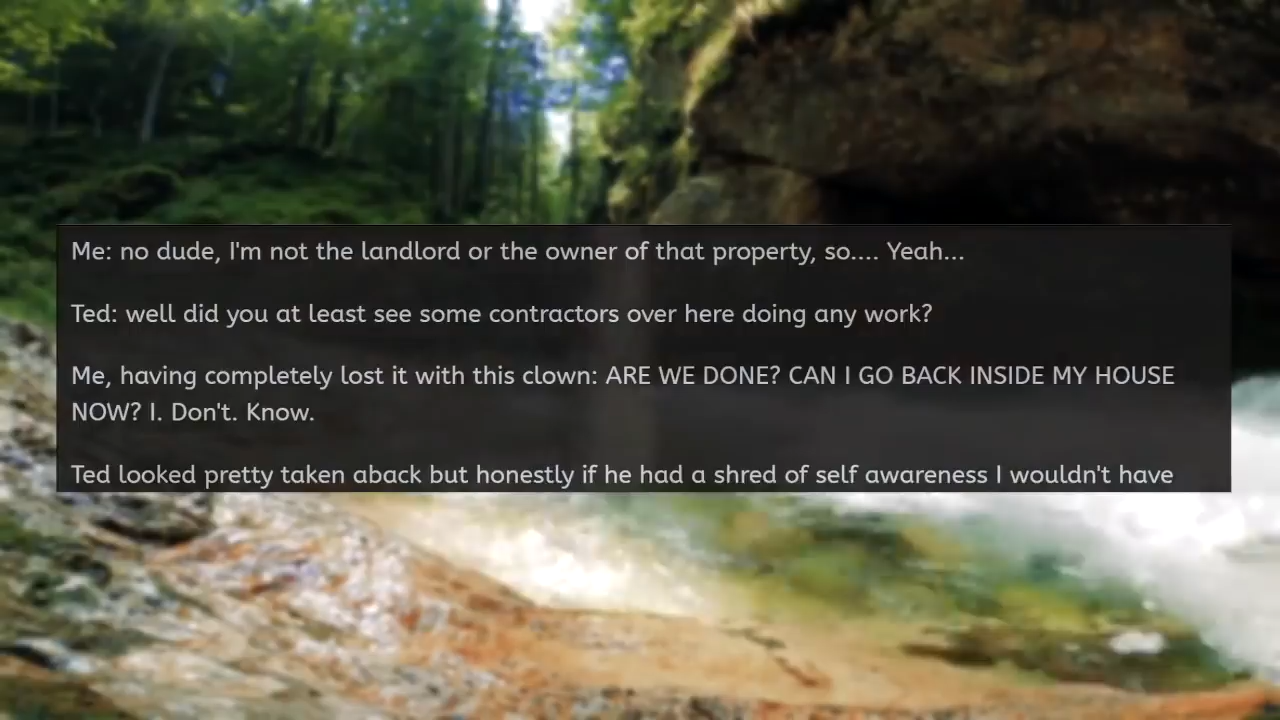 Me: no dude, I'm not the landlord or the owner of that property, so.... Yeah...
Ted: well did you at least see some contractors over here doing any work?
Me, having completely lost it with this clown: ARE WE DONE? CAN I GO BACK INSIDE MY HOUSE
NOW? I. Don't. Know.
Ted looked pretty taken aback but honestly if he had a shred of self awareness I wouldn't have